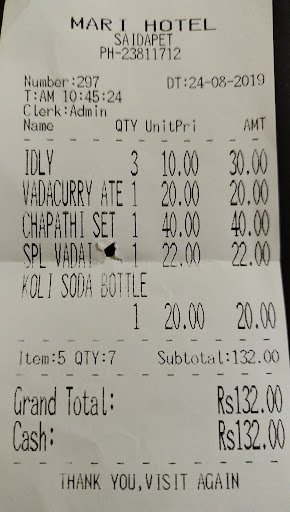 MARI HOTEL
SAIDAPET
PH-23811712
Number:297 DT:24-08-2019
T:AM 10:45:24
Clerk:Admin
Name QTY UnitPri AMT
IDLY 3 10.00 30.00
VADACURRY ATE 1 20.00 20.00
CHAPATHI SET 1 40.00 40.00
SPL VADAI 1 22.00 22.00
KOLI SODA BOTTLE
1 20.00 20.00
Item:5 QTY:7 Subtotal:132.00
Grand Total: Rs132.00
Cash: Rs132.00
THANK YOU,VISIT AGAIN